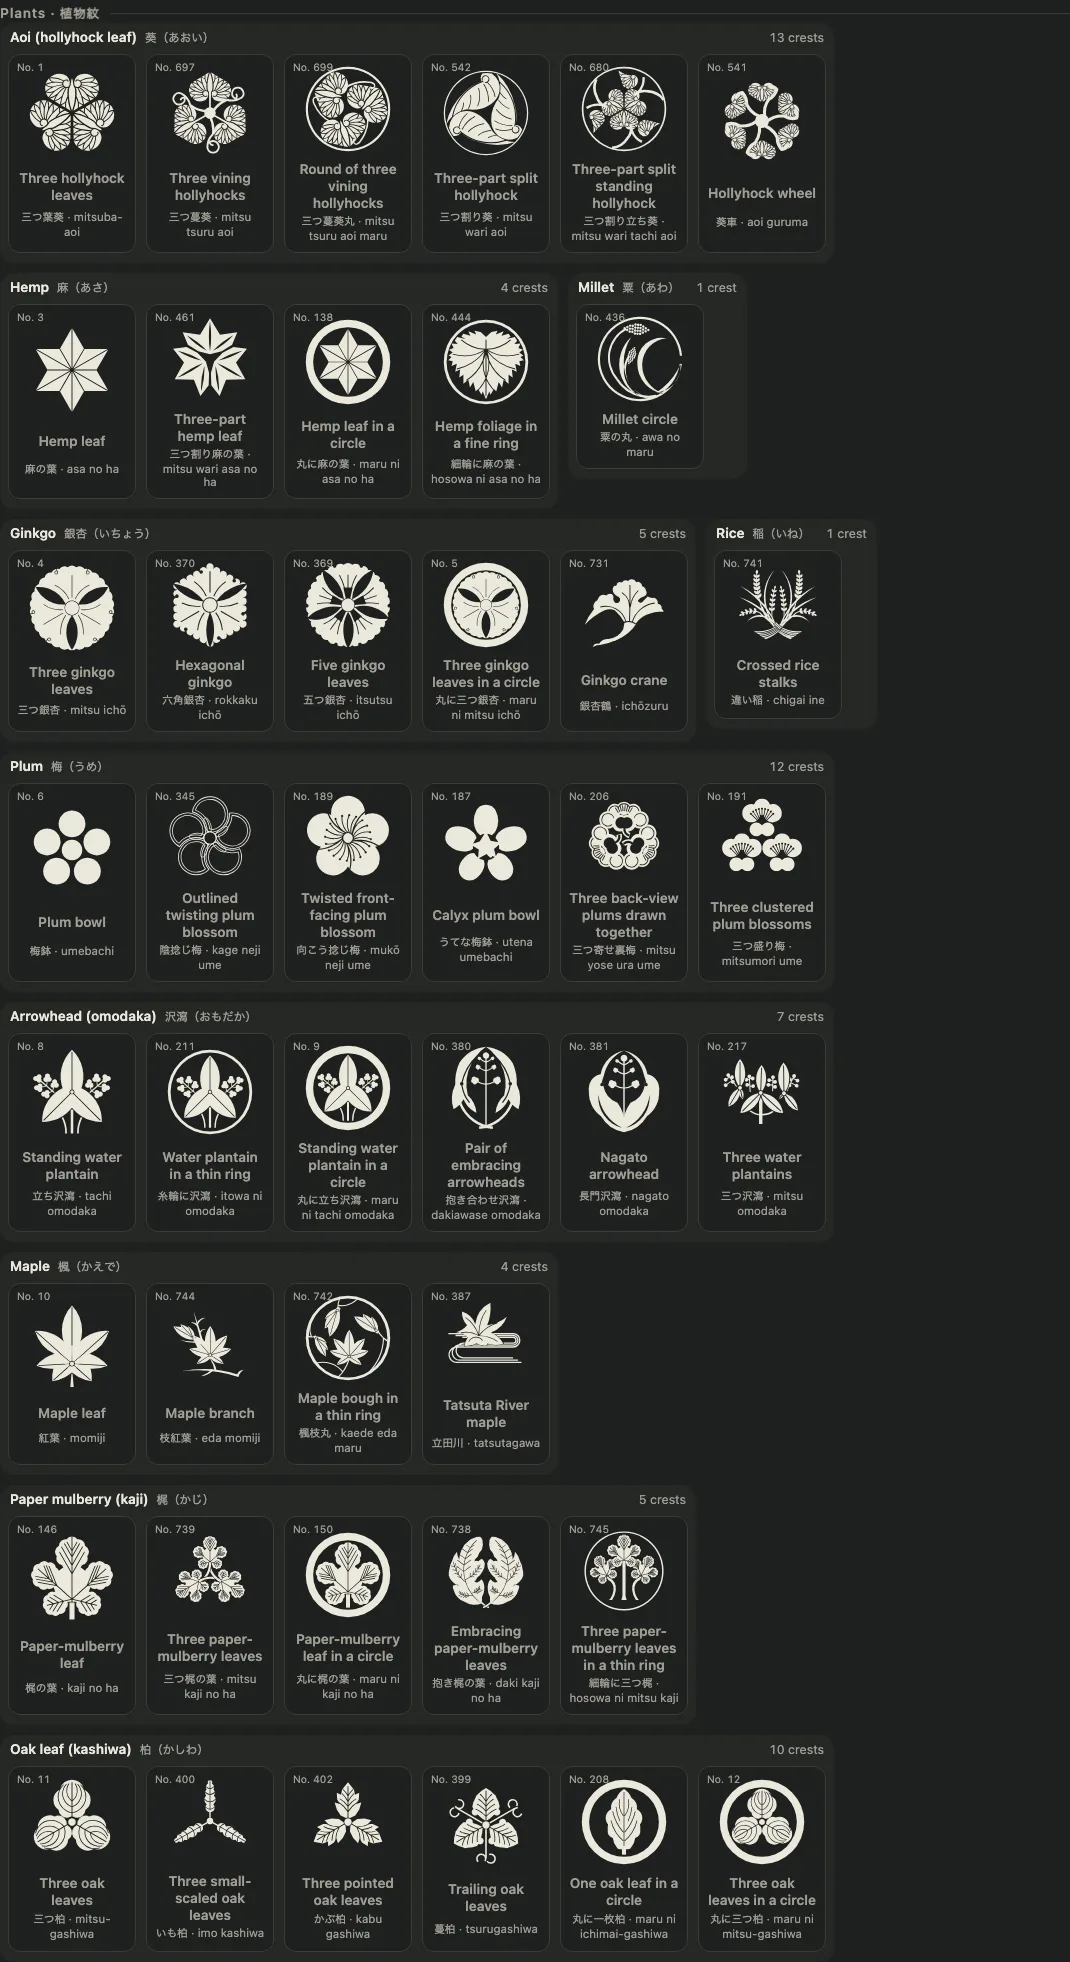 Plants · 植物紋
Aoi (hollyhock leaf) 葵（あおい） 13 crests
No. 1
Three hollyhock
leaves
三つ葉葵 · mitsuba-
aoi
No. 697
Three vining
hollyhocks
三つ蔓葵 · mitsu
tsuru aoi
No. 699
Round of three
vining
hollyhocks
三つ蔓葵丸 · mitsu
tsuru aoi maru
No. 542
Three-part split
hollyhock
三つ割り葵 · mitsu
wari aoi
No. 680
Three-part split
standing
hollyhock
三つ割り立ち葵 ·
mitsu wari tachi aoi
No. 541
Hollyhock wheel
葵車 · aoi guruma
Hemp 麻（あさ） 4 crests
No. 3
Hemp leaf
麻の葉 · asa no ha
No. 461
Three-part
hemp leaf
三つ割り麻の葉 ·
mitsu wari asa no
ha
No. 138
Hemp leaf in a
circle
丸に麻の葉 · maru ni
asa no ha
No. 444
Hemp foliage in
a fine ring
細輪に麻の葉 ·
hosowa ni asa no ha
Millet 粟（あわ） 1 crest
No. 436
Millet circle
粟の丸 · awa no
maru
Ginkgo 銀杏（いちょう） 5 crests
No. 4
Three ginkgo
leaves
三つ銀杏 · mitsu ichō
No. 370
Hexagonal
ginkgo
六角銀杏 · rokkaku
ichō
No. 369
Five ginkgo
leaves
五つ銀杏 · itsutsu
ichō
No. 5
Three ginkgo
leaves in a circle
丸に三つ銀杏 · maru
ni mitsu ichō
No. 731
Ginkgo crane
銀杏鶴 · ichōzuru
Rice 稲（いね） 1 crest
No. 741
Crossed rice
stalks
違い稲 · chigai ine
Plum 梅（うめ） 12 crests
No. 6
Plum bowl
梅鉢 · umebachi
No. 345
Outlined
twisting plum
blossom
陰捻じ梅 · kage neji
ume
No. 189
Twisted front-
facing plum
blossom
向こう捻じ梅 · mukō
neji ume
No. 187
Calyx plum bowl
うてな梅鉢 · utena
umebachi
No. 206
Three back-view
plums drawn
together
三つ寄せ裏梅 · mitsu
yose ura ume
No. 191
Three clustered
plum blossoms
三つ盛り梅 ·
mitsumori ume
Arrowhead (omodaka) 沢瀉（おもだか） 7 crests
No. 8
Standing water
plantain
立ち沢瀉 · tachi
omodaka
No. 211
Water plantain
in a thin ring
糸輪に沢瀉 · itowa ni
omodaka
No. 9
Standing water
plantain in a
circle
丸に立ち沢瀉 · maru
ni tachi omodaka
No. 380
Pair of
embracing
arrowheads
抱き合わせ沢瀉 ·
dakiawase omodaka
No. 381
Nagato
arrowhead
長門沢瀉 · nagato
omodaka
No. 217
Three water
plantains
三つ沢瀉 · mitsu
omodaka
Maple 楓（かえで） 4 crests
No. 10
Maple leaf
紅葉 · momiji
No. 744
Maple branch
枝紅葉 · eda momiji
No. 742
Maple bough in
a thin ring
楓枝丸 · kaede eda
maru
No. 387
Tatsuta River
maple
立田川 · tatsutagawa
Paper mulberry (kaji) 梶（かじ） 5 crests
No. 146
Paper-mulberry
leaf
梶の葉 · kaji no ha
No. 739
Three paper-
mulberry leaves
三つ梶の葉 · mitsu
kaji no ha
No. 150
Paper-mulberry
leaf in a circle
丸に梶の葉 · maru ni
kaji no ha
No. 738
Embracing
paper-mulberry
leaves
抱き梶の葉 · daki kaji
no ha
No. 745
Three paper-
mulberry leaves
in a thin ring
細輪に三つ梶 ·
hosowa ni mitsu kaji
Oak leaf (kashiwa) 柏（かしわ） 10 crests
No. 11
Three oak
leaves
三つ柏 · mitsu-
gashiwa
No. 400
Three small-
scaled oak
leaves
いも柏 · imo kashiwa
No. 402
Three pointed
oak leaves
かぶ柏 · kabu
gashiwa
No. 399
Trailing oak
leaves
蔓柏 · tsurugashiwa
No. 208
One oak leaf in a
circle
丸に一枚柏 · maru ni
ichimai-gashiwa
No. 12
Three oak
leaves in a circle
丸に三つ柏 · maru ni
mitsu-gashiwa